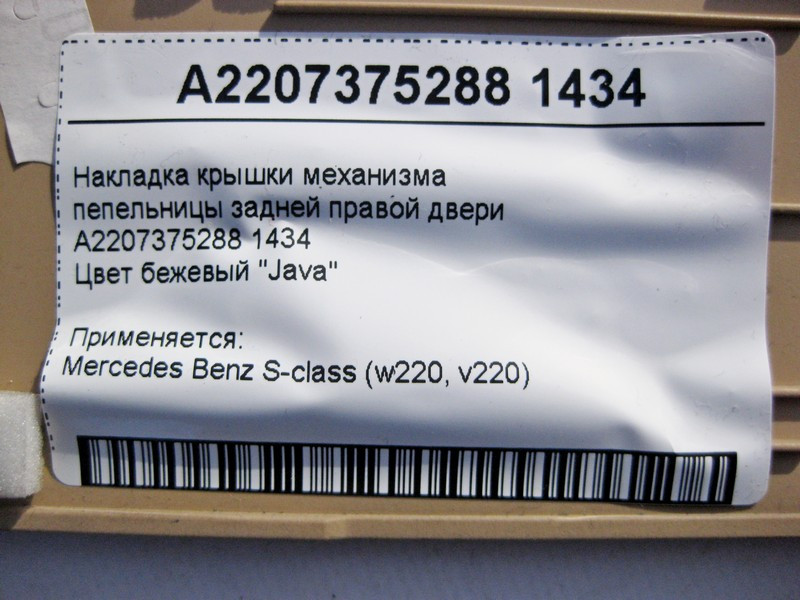 A2207375288 1434
Накладка крышки механизма
пепельницы задней правой двери
A2207375288 1434
Цвет бежевый "Java"
Применяется:
Mercedes Benz S-class (w220, v220)